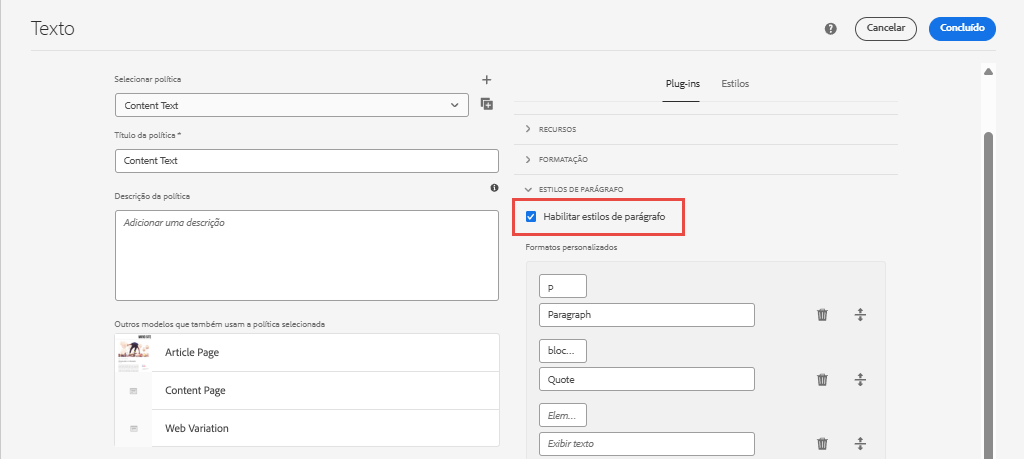 Texto
Cancelar
Concluído
Selecionar política
Content Text
Título da política *
Content Text
Descrição da política
Adicionar uma descrição
Outros modelos que também usam a política selecionada
Article Page
Content Page
Web Variation
Plug-ins
Estilos
RECURSOS
FORMATAÇÃO
ESTILOS DE PARÁGRAFO
Habilitar estilos de parágrafo
Formatos personalizados
p
Paragraph
bloc...
Quote
Elem...
Exibir texto